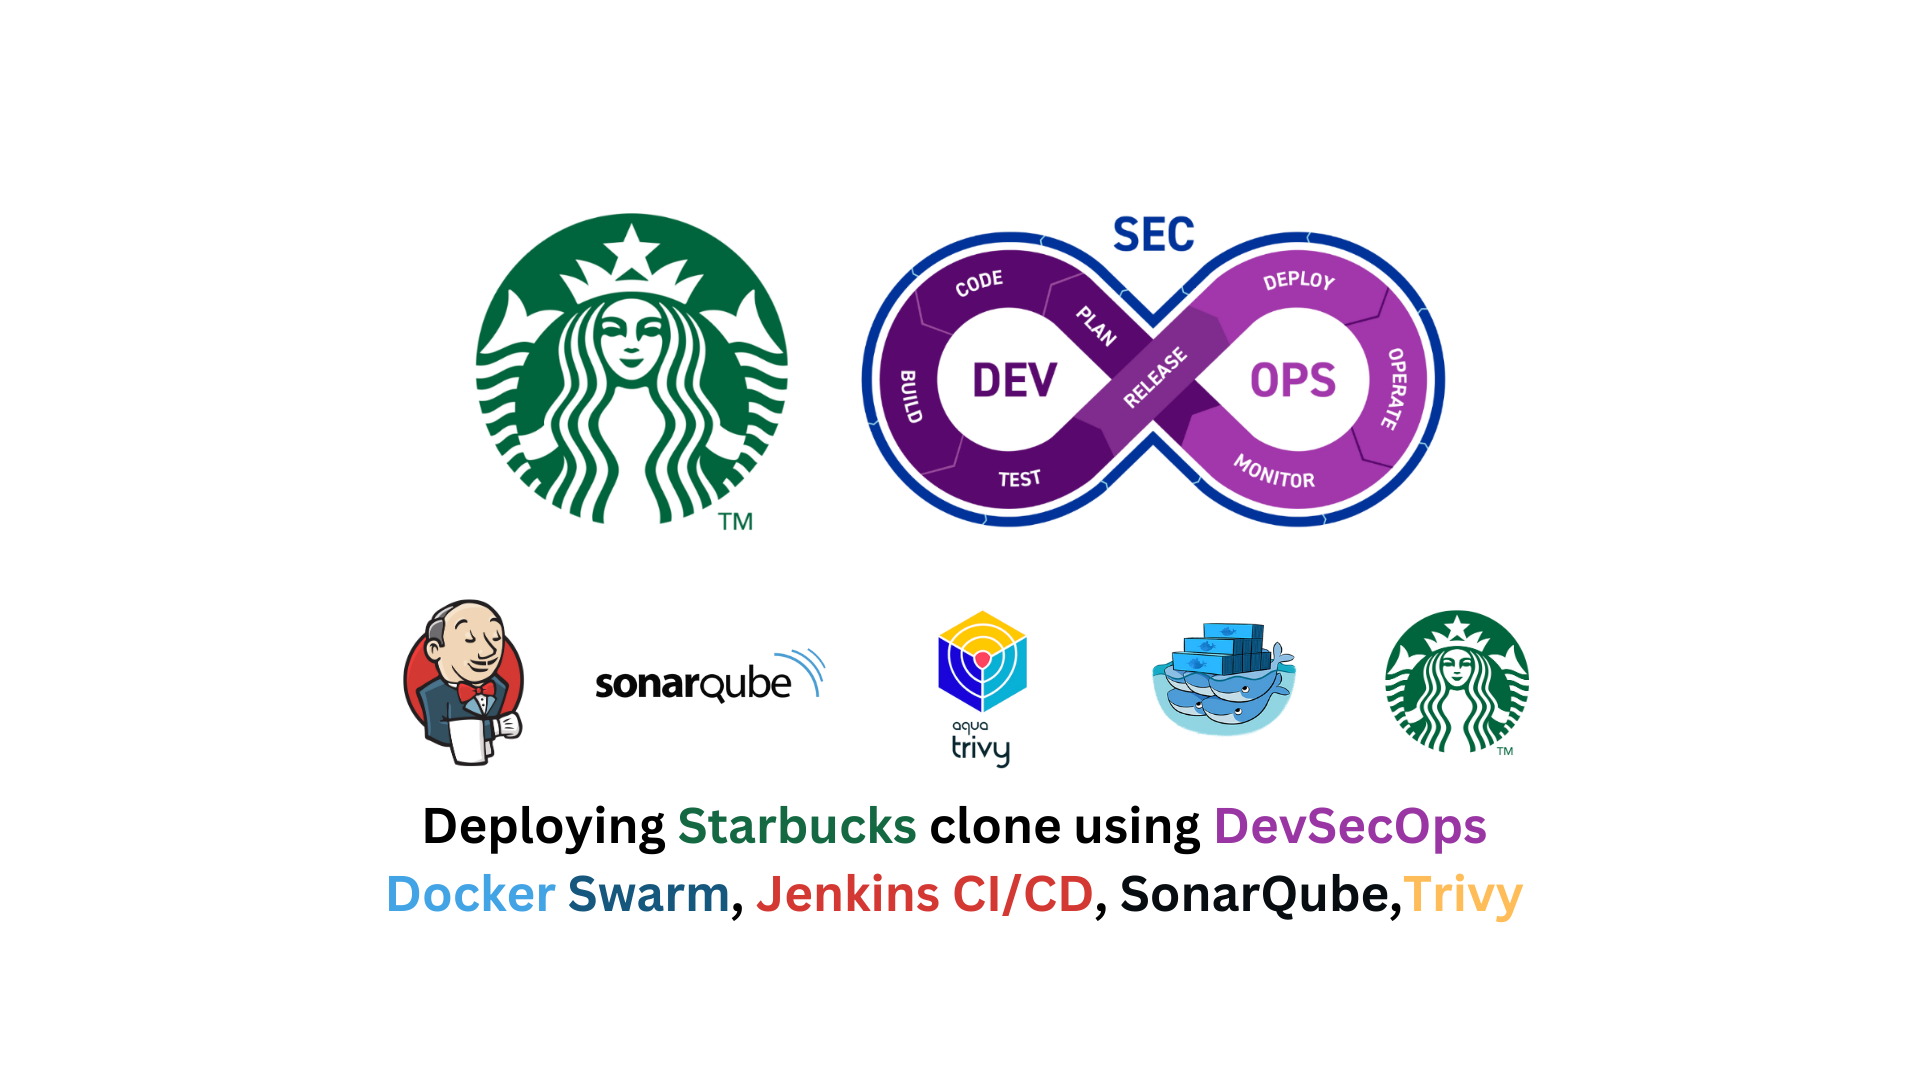 SEC
CODE
PLAN
DEPLOY
BUILD
DEV
RELEASE
OPS
OPERATE
TEST
MONITOR
TM
sonarqube
aqua
trivy
TM
Deploying Starbucks clone using DevSecOps
Docker Swarm, Jenkins CI/CD, SonarQube,Trivy